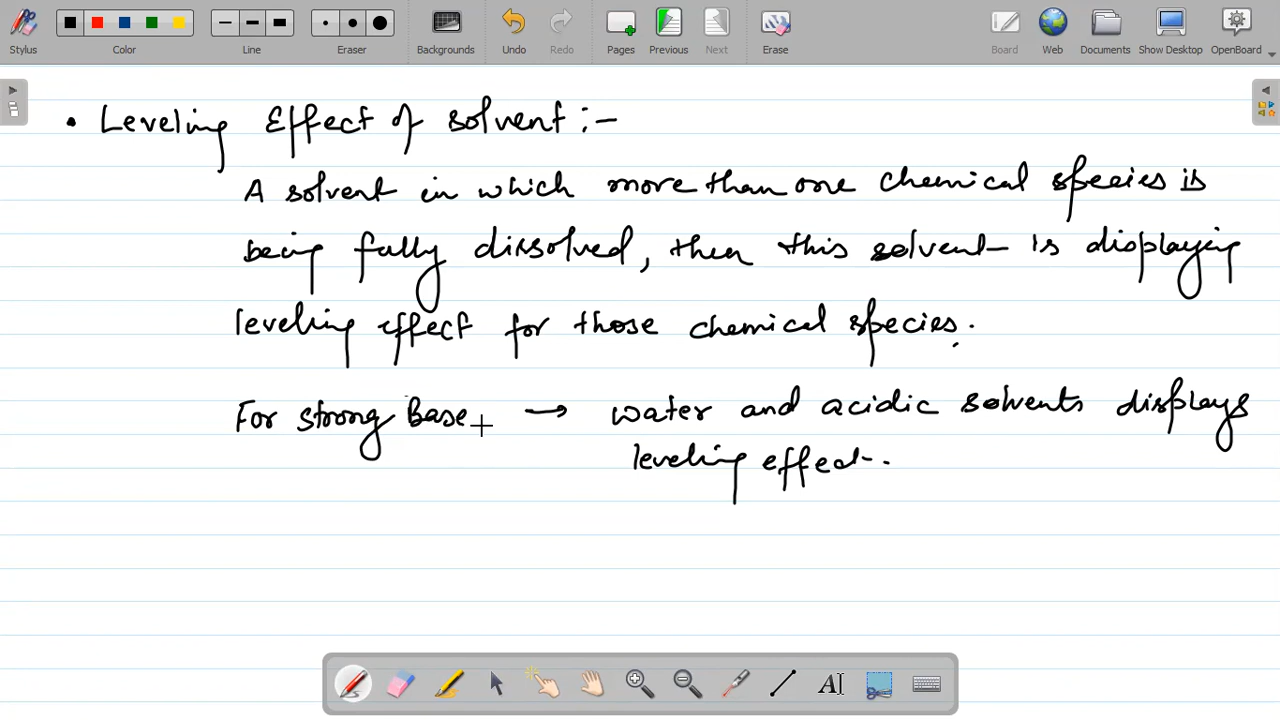 Stylus
Color
Line
Eraser
Backgrounds
Undo
Redo
Pages
Previous
Next
Erase
Board
Web
Documents
Show Desktop
OpenBoard
• Leveling Effect of solvent :-
A solvent in which more than one chemical species is
being fully dissolved, then this solvent is displaying
leveling effect for those chemical species.
For strong Base → water and acidic solvents displays
leveling effect.